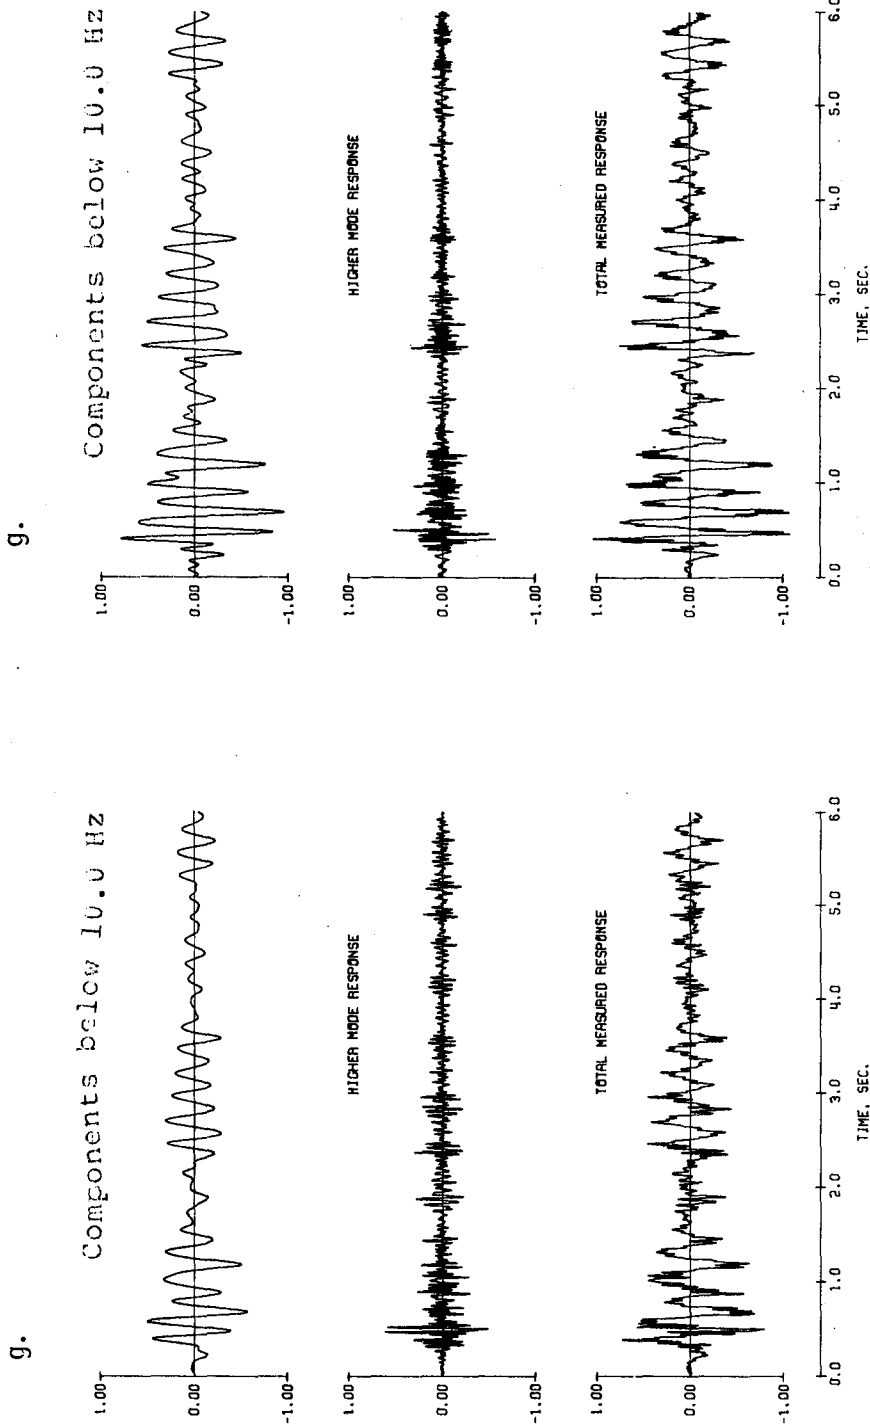 g.
Components below 10.0 Hz
1.00
0.00
-1.00
HIGHER MODE RESPONSE
1.00
0.00
-1.00
TOTAL MEASURED RESPONSE
1.00
0.00
-1.00
0.0 1.0 2.0 3.0 4.0 5.0 6.0
TIME, SEC.
g.
Components below 10.0 Hz
1.00
0.00
-1.00
HIGHER MODE RESPONSE
1.00
0.00
-1.00
TOTAL MEASURED RESPONSE
1.00
0.00
-1.00
0.0 1.0 2.0 3.0 4.0 5.0 6.0
TIME, SEC.